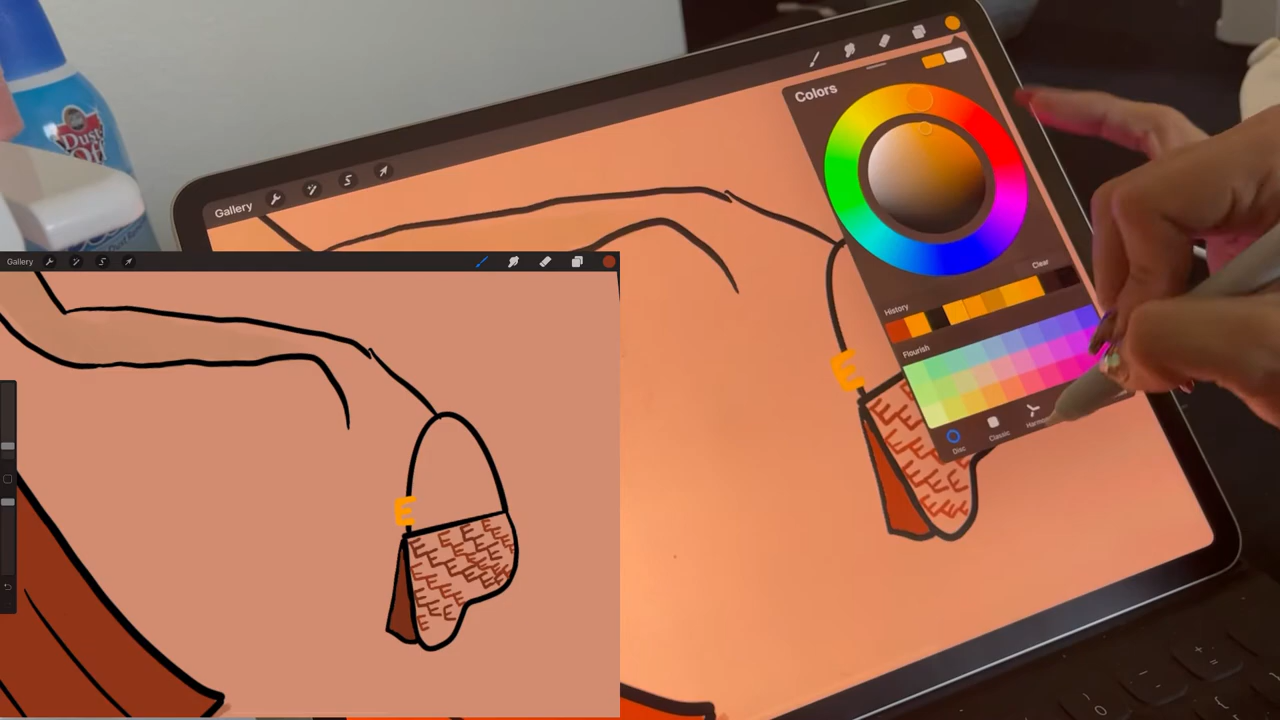 Dust
Off
Gallery
S
Colors
Clear
History
Flourish
Disc
Classic
E
Gallery
S
E